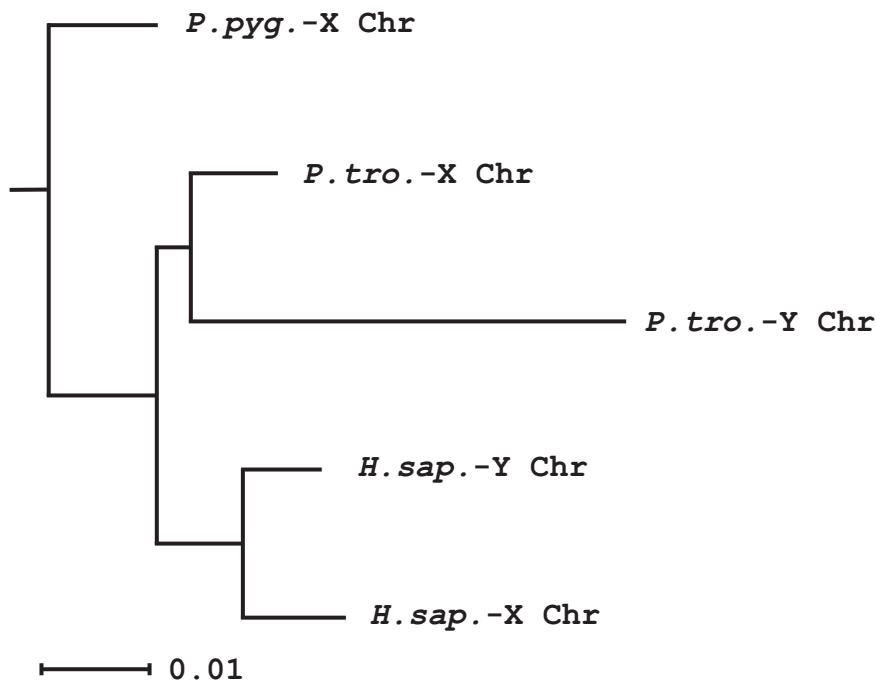 P.pyg.-X Chr
P.tro.-X Chr
P.tro.-Y Chr
H.sap.-Y Chr
H.sap.-X Chr
0.01